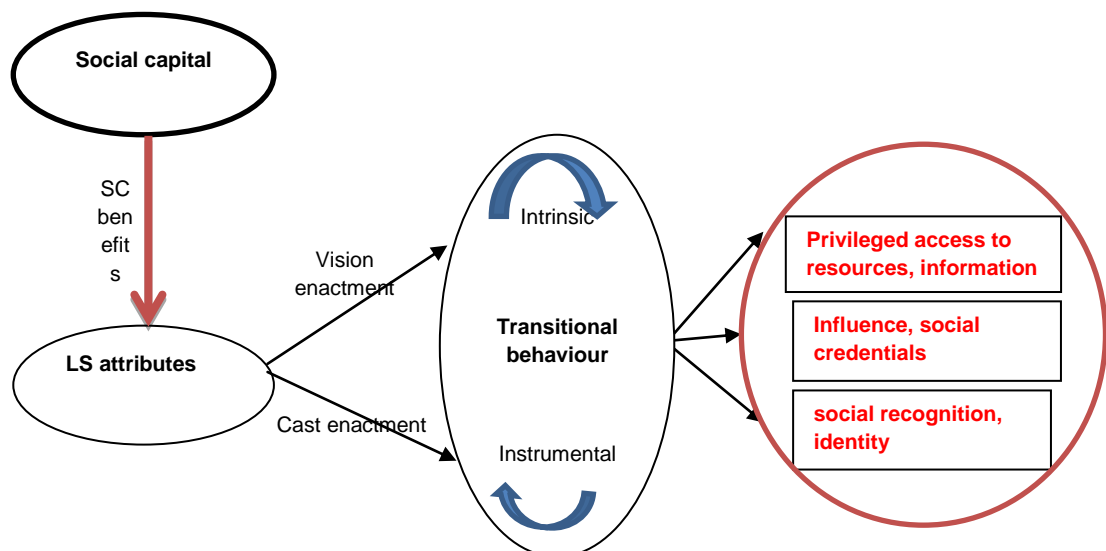 Social capital
SC
ben
efit
s
LS attributes
Vision
enactment
Cast enactment
Intrinsic
Transitional
behaviour
Instrumental
Privileged access to
resources, information
Influence, social
credentials
social recognition,
identity